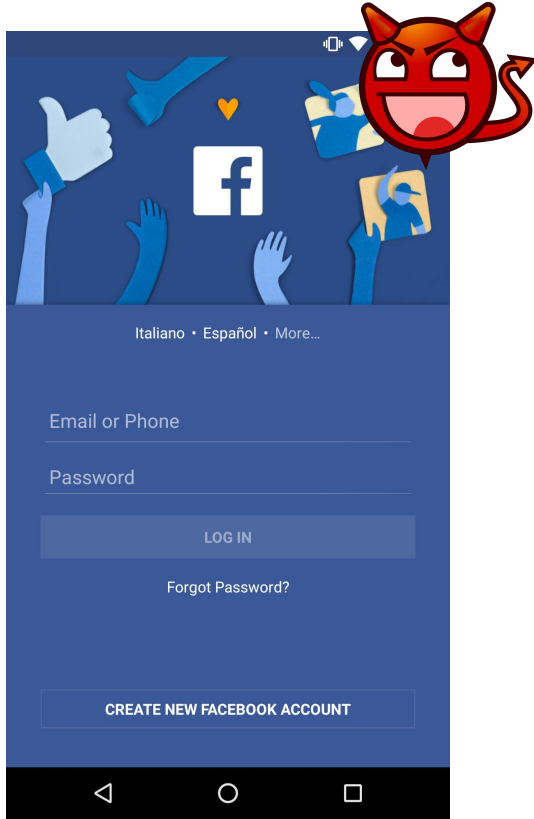 Italiano • Español • More...
Email or Phone
Password
LOG IN
Forgot Password?
CREATE NEW FACEBOOK ACCOUNT